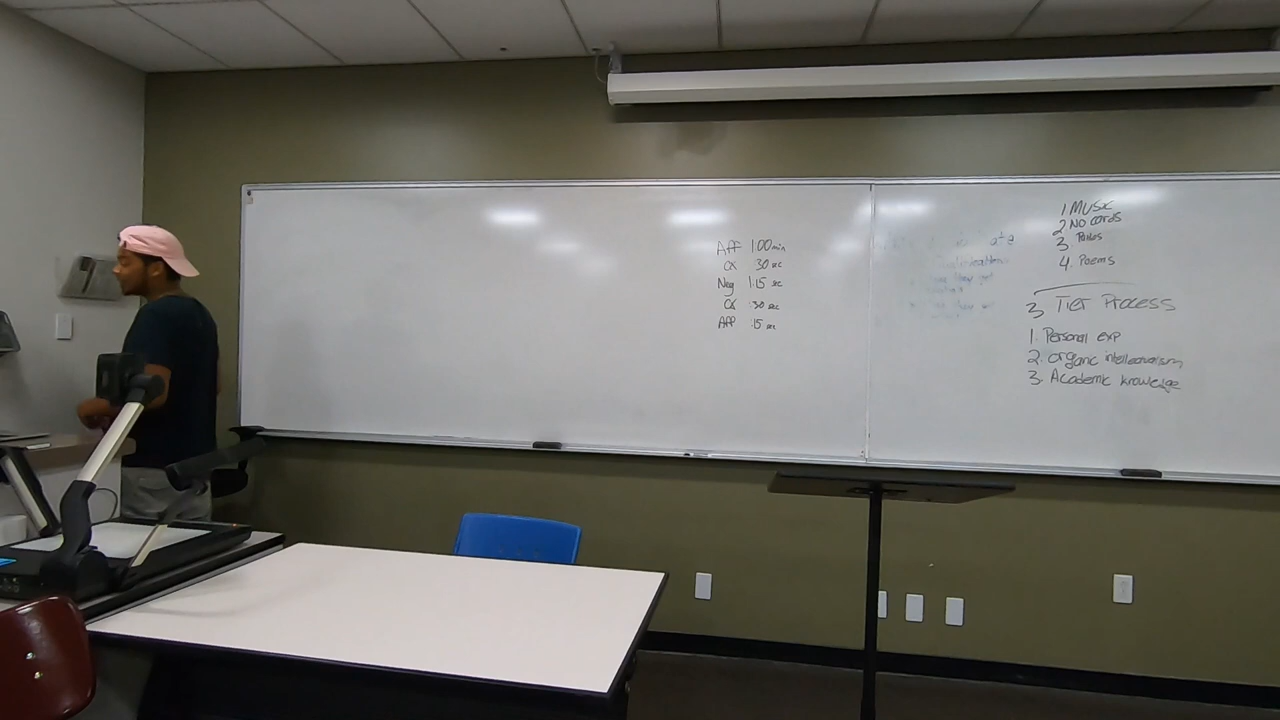 Aff 1:00 min
CX 30 sec
Neg 1:15 sec
CX :30 sec
Aff :15 sec
1 MUSIC
2 NO cards
3
4. Poems
3 Tier Process
1. Personal exp
2. organic intellectualism
3. Academic knowledge